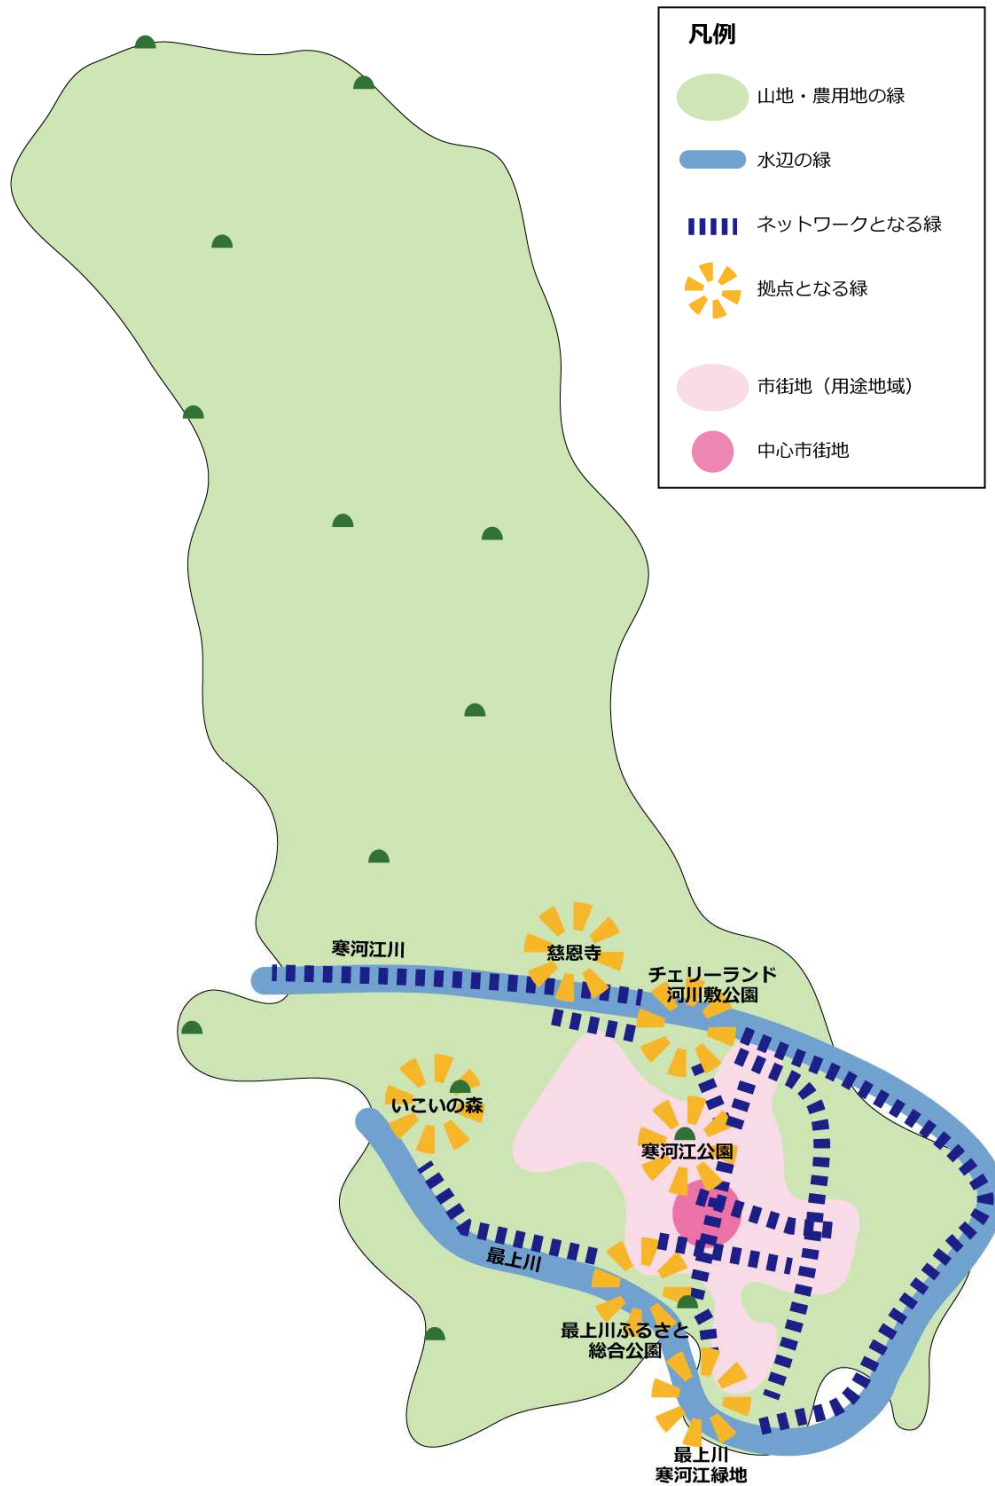 凡例
山地・農用地の緑
水辺の緑
ネットワークとなる緑
拠点となる緑
市街地（用途地域）
中心市街地
寒河江川
慈恩寺
チェリーランド
河川敷公園
いこいの森
寒河江公園
最上川
最上川ふるさと
総合公園
最上川
寒河江緑地